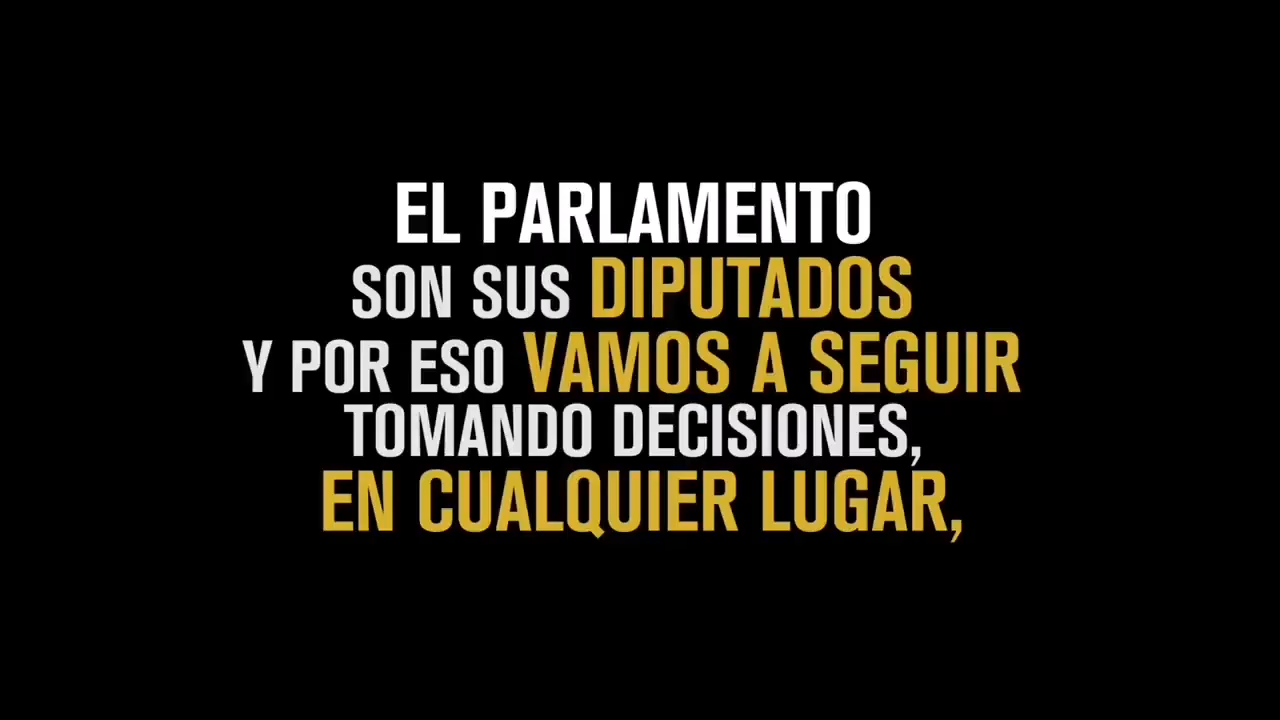 EL PARLAMENTO
SON SUS DIPUTADOS
Y POR ESO VAMOS A SEGUIR
TOMANDO DECISIONES,
EN CUALQUIER LUGAR,